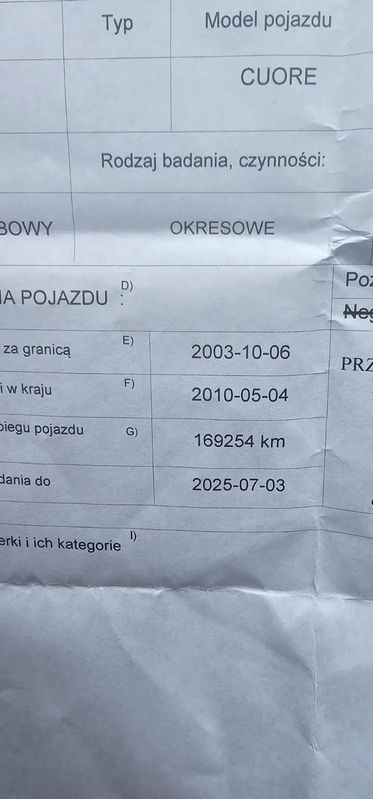 Typ
Model pojazdu
CUORE
Rodzaj badania, czynności:
BOWY
OKRESOWE
IA POJAZDU D) :
Poz
Neg
za granicą E) 2003-10-06
PRZ
i w kraju F) 2010-05-04
biegu pojazdu G) 169254 km
dania do 2025-07-03
erki i ich kategorie I)